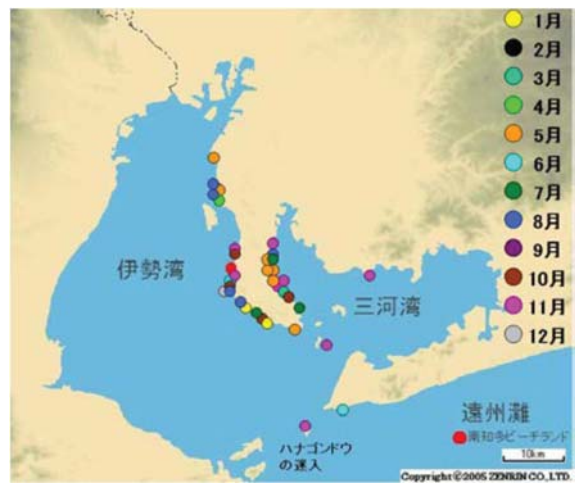 1月
2月
3月
4月
5月
6月
7月
8月
9月
10月
11月
12月
伊勢湾
三河湾
遠州灘
南知多ビーチランド
10km
ハナゴンドウ
の迷入
Copyright ©2005 ZENRIN CO., LTD.